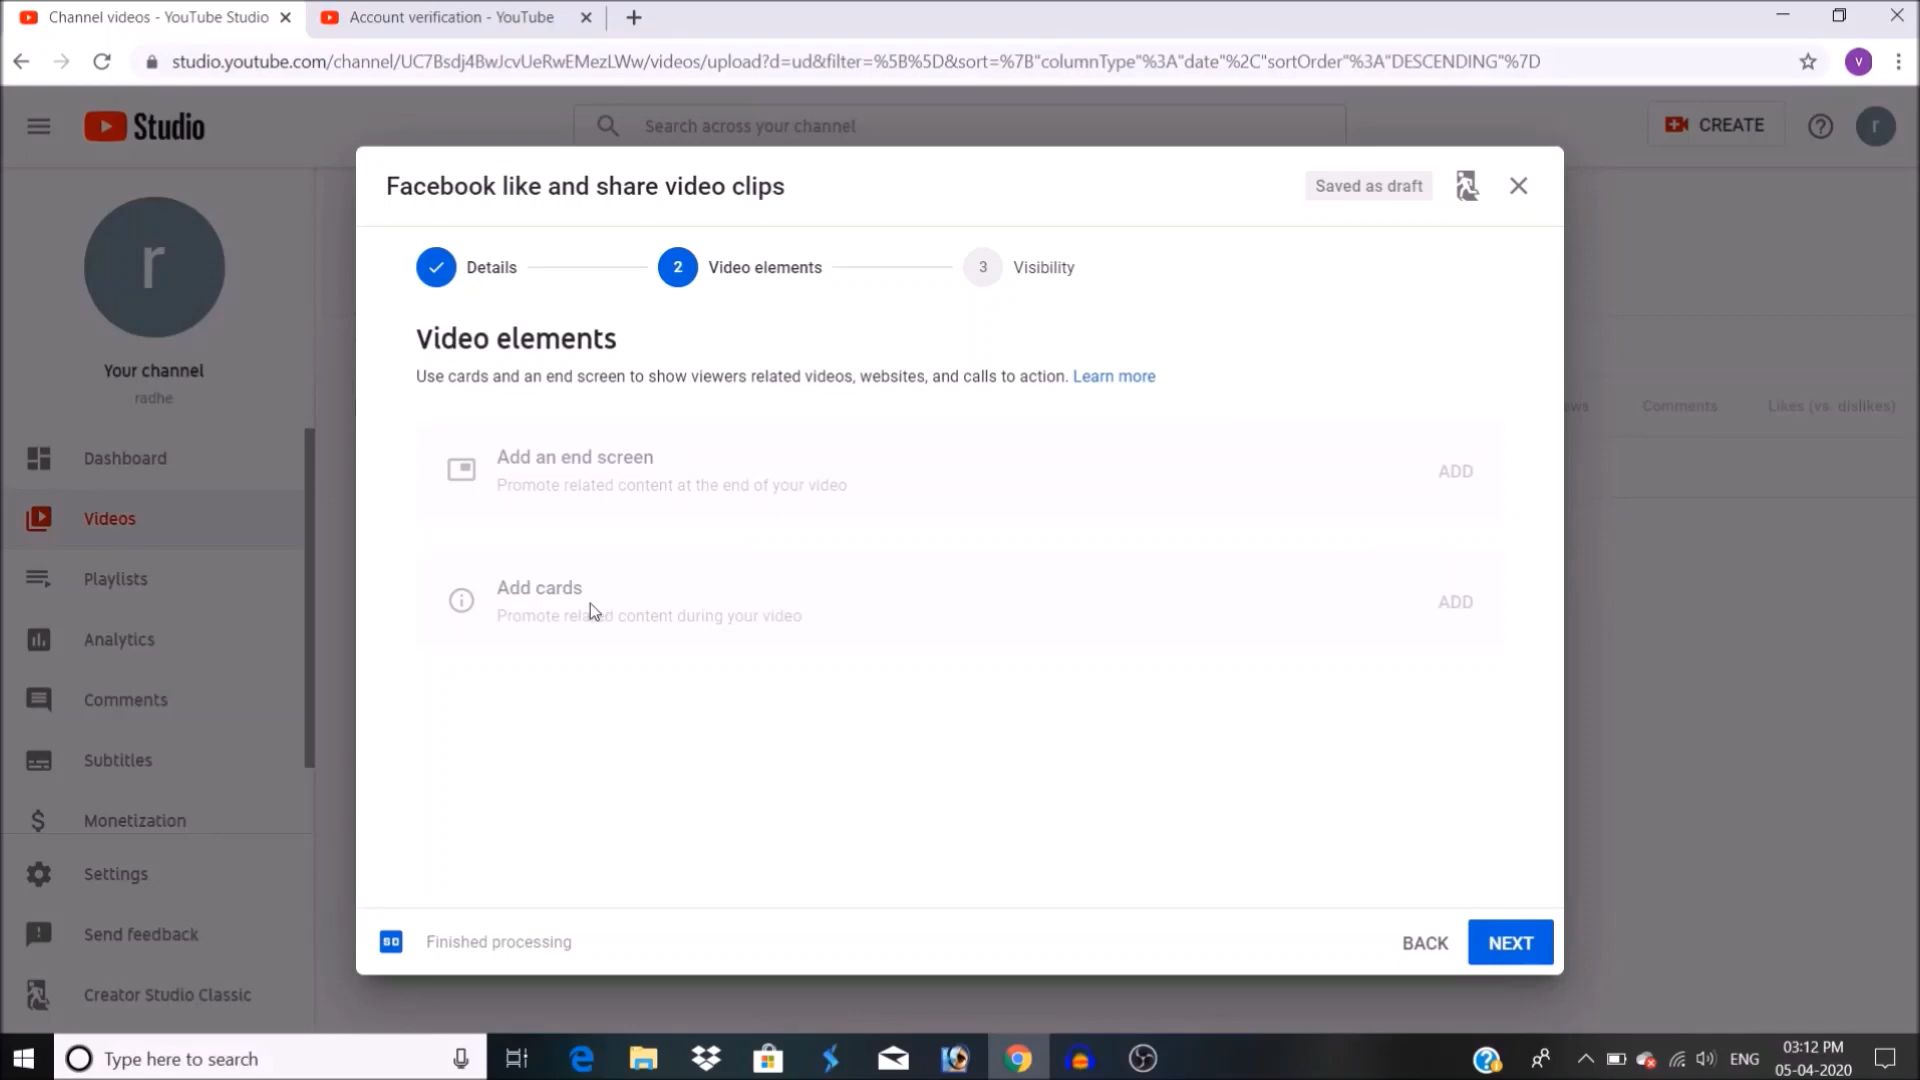 Channel videos - YouTube Studio
Account verification - YouTube
studio.youtube.com/channel/UC7Bsdj4BwJcvUeRwEMezLWw/videos/upload?d=ud&filter=%5B%5D&sort=%7B"columnType"%3A"date"%2C"sortOrder"%3A"DESCENDING"%7D
V
Studio
Search across your channel
CREATE
r
Facebook like and share video clips
Saved as draft
r
Details
2
Video elements
3
Visibility
Video elements
Use cards and an end screen to show viewers related videos, websites, and calls to action. Learn more
Your channel
radhe
Comments
Likes (vs. dislikes)
Add an end screen
Promote related content at the end of your video
ADD
Dashboard
Videos
Add cards
Promote related content during your video
ADD
Playlists
Analytics
Comments
Subtitles
Monetization
Settings
Send feedback
Creator Studio Classic
SD
Finished processing
BACK
NEXT
Type here to search
ENG
03:12 PM
05-04-2020